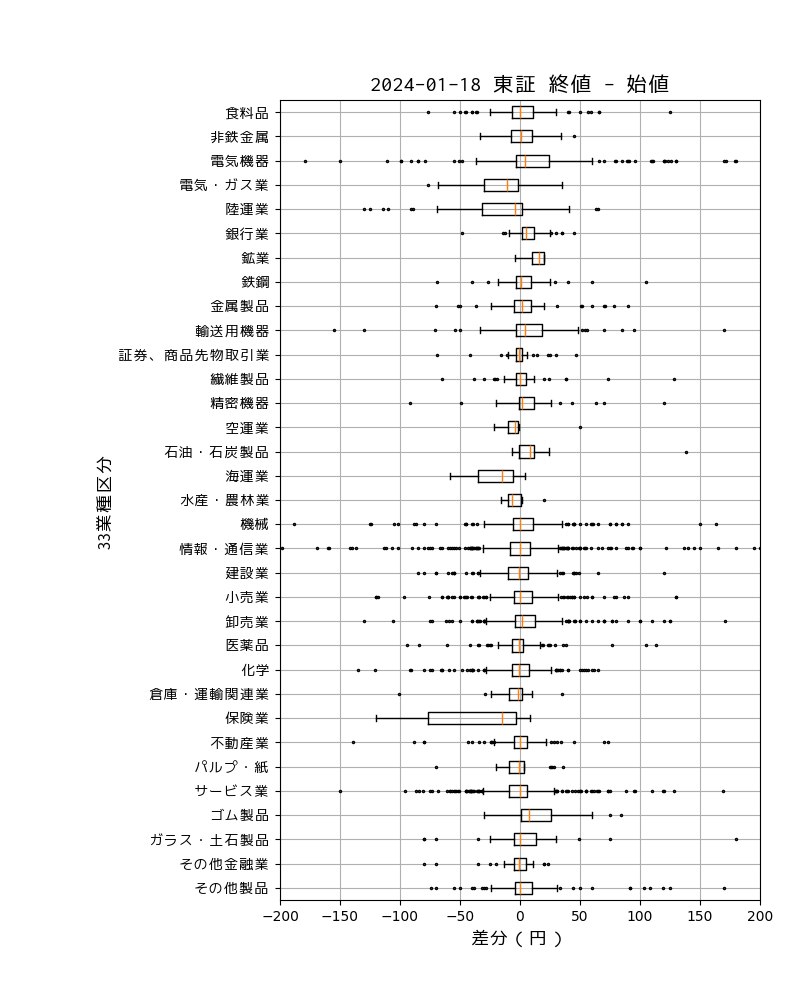 2024-01-18 東証 終値 - 始値
食料品
非鉄金属
電気機器
電気・ガス業
陸運業
銀行業
鉱業
鉄鋼
金属製品
輸送用機器
証券、商品先物取引業
繊維製品
精密機器
空運業
石油・石炭製品
海運業
水産・農林業
機械
情報・通信業
建設業
小売業
卸売業
医薬品
化学
倉庫・運輸関連業
保険業
不動産業
パルプ・紙
サービス業
ゴム製品
ガラス・土石製品
その他金融業
その他製品
33業種区分
−200 −150 −100 −50 0 50 100 150 200
差分（円）